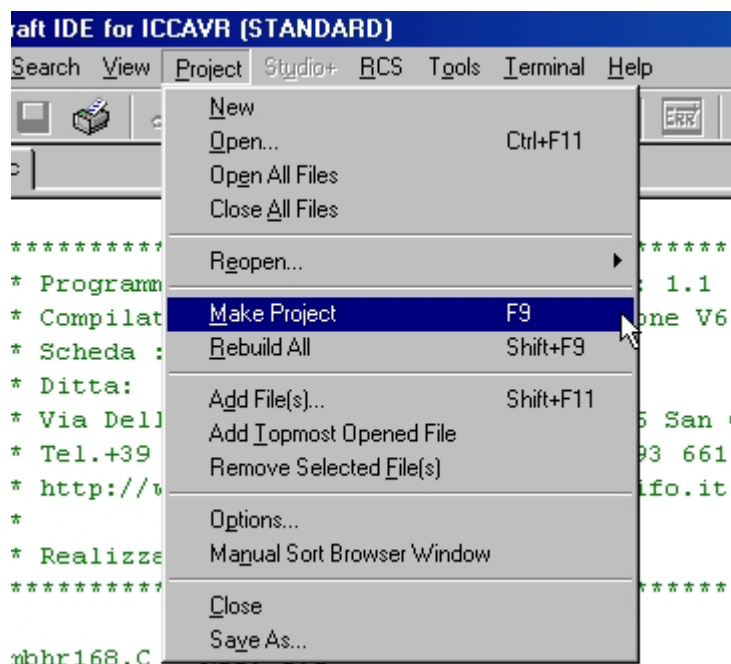 raft IDE for ICCAVR (STANDARD)
Search View Project Studio+ RCS Tools Terminal Help
ERR
c
New
Open... Ctrl+F11
Open All Files
Close All Files
Reopen...
Make Project F9
Rebuild All Shift+F9
Add File(s)... Shift+F11
Add Topmost Opened File
Remove Selected File(s)
Options...
Manual Sort Browser Window
Close
Save As...
************ ******
* Programm : 1.1
* Compilat one V6
* Scheda :
* Ditta:
* Via Dell San
* Tel.+39 93 661
* http://w ifo.it
*
* Realizza
************ ******
mbhr168.C